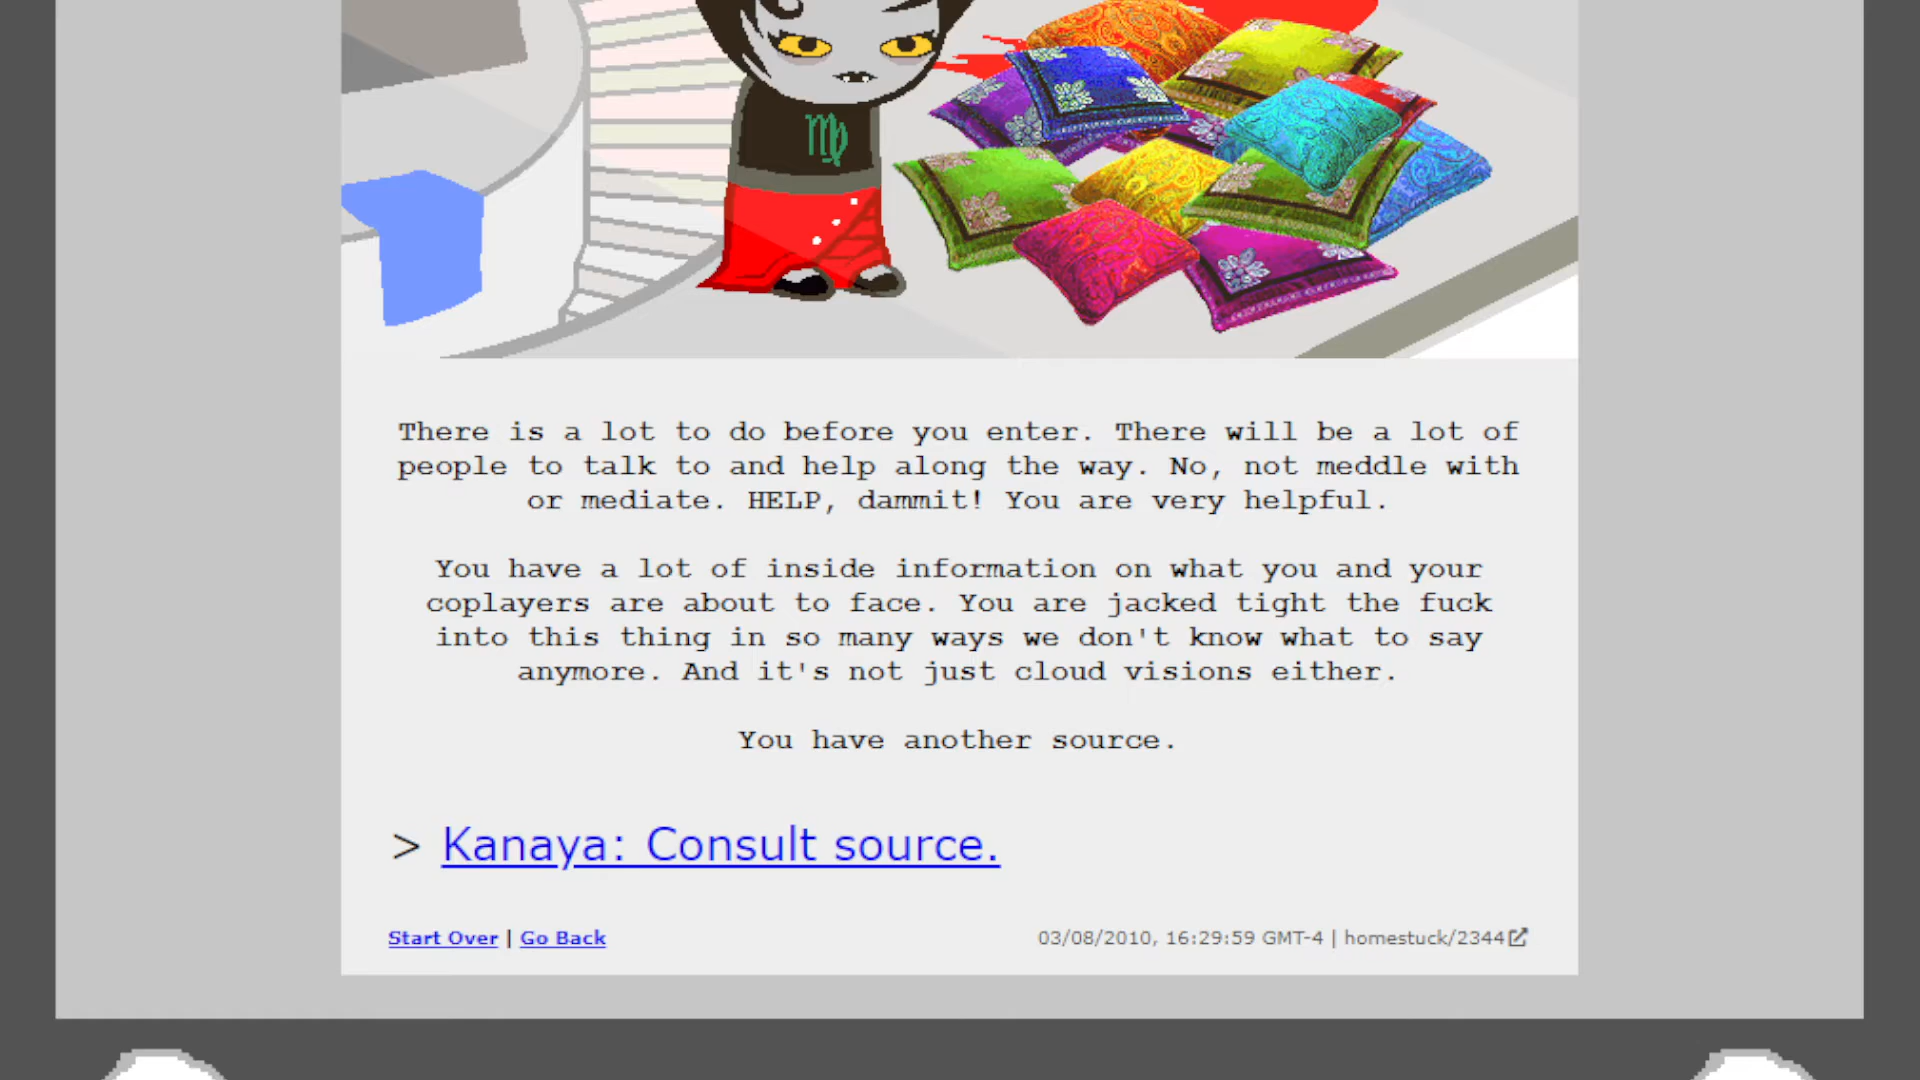 There is a lot to do before you enter. There will be a lot of
people to talk to and help along the way. No, not meddle with
or mediate. HELP, dammit! You are very helpful.
You have a lot of inside information on what you and your
coplayers are about to face. You are jacked tight the fuck
into this thing in so many ways we don't know what to say
anymore. And it's not just cloud visions either.
You have another source.
> Kanaya: Consult source.
Start Over | Go Back
03/08/2010, 16:29:59 GMT-4 | homestuck/2344